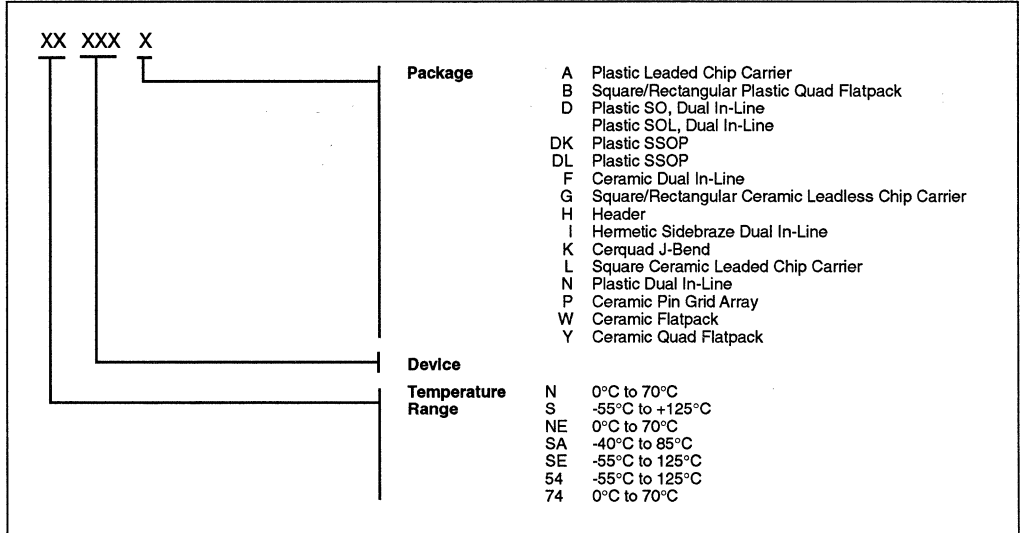 XX XXX X
Package A Plastic Leaded Chip Carrier
B Square/Rectangular Plastic Quad Flatpack
D Plastic SO, Dual In-Line
Plastic SOL, Dual In-Line
DK Plastic SSOP
DL Plastic SSOP
F Ceramic Dual In-Line
G Square/Rectangular Ceramic Leadless Chip Carrier
H Header
I Hermetic Sidebraze Dual In-Line
K Cerquad J-Bend
L Square Ceramic Leaded Chip Carrier
N Plastic Dual In-Line
P Ceramic Pin Grid Array
W Ceramic Flatpack
Y Ceramic Quad Flatpack
Device
Temperature N 0°C to 70°C
Range S -55°C to +125°C
NE 0°C to 70°C
SA -40°C to 85°C
SE -55°C to 125°C
54 -55°C to 125°C
74 0°C to 70°C